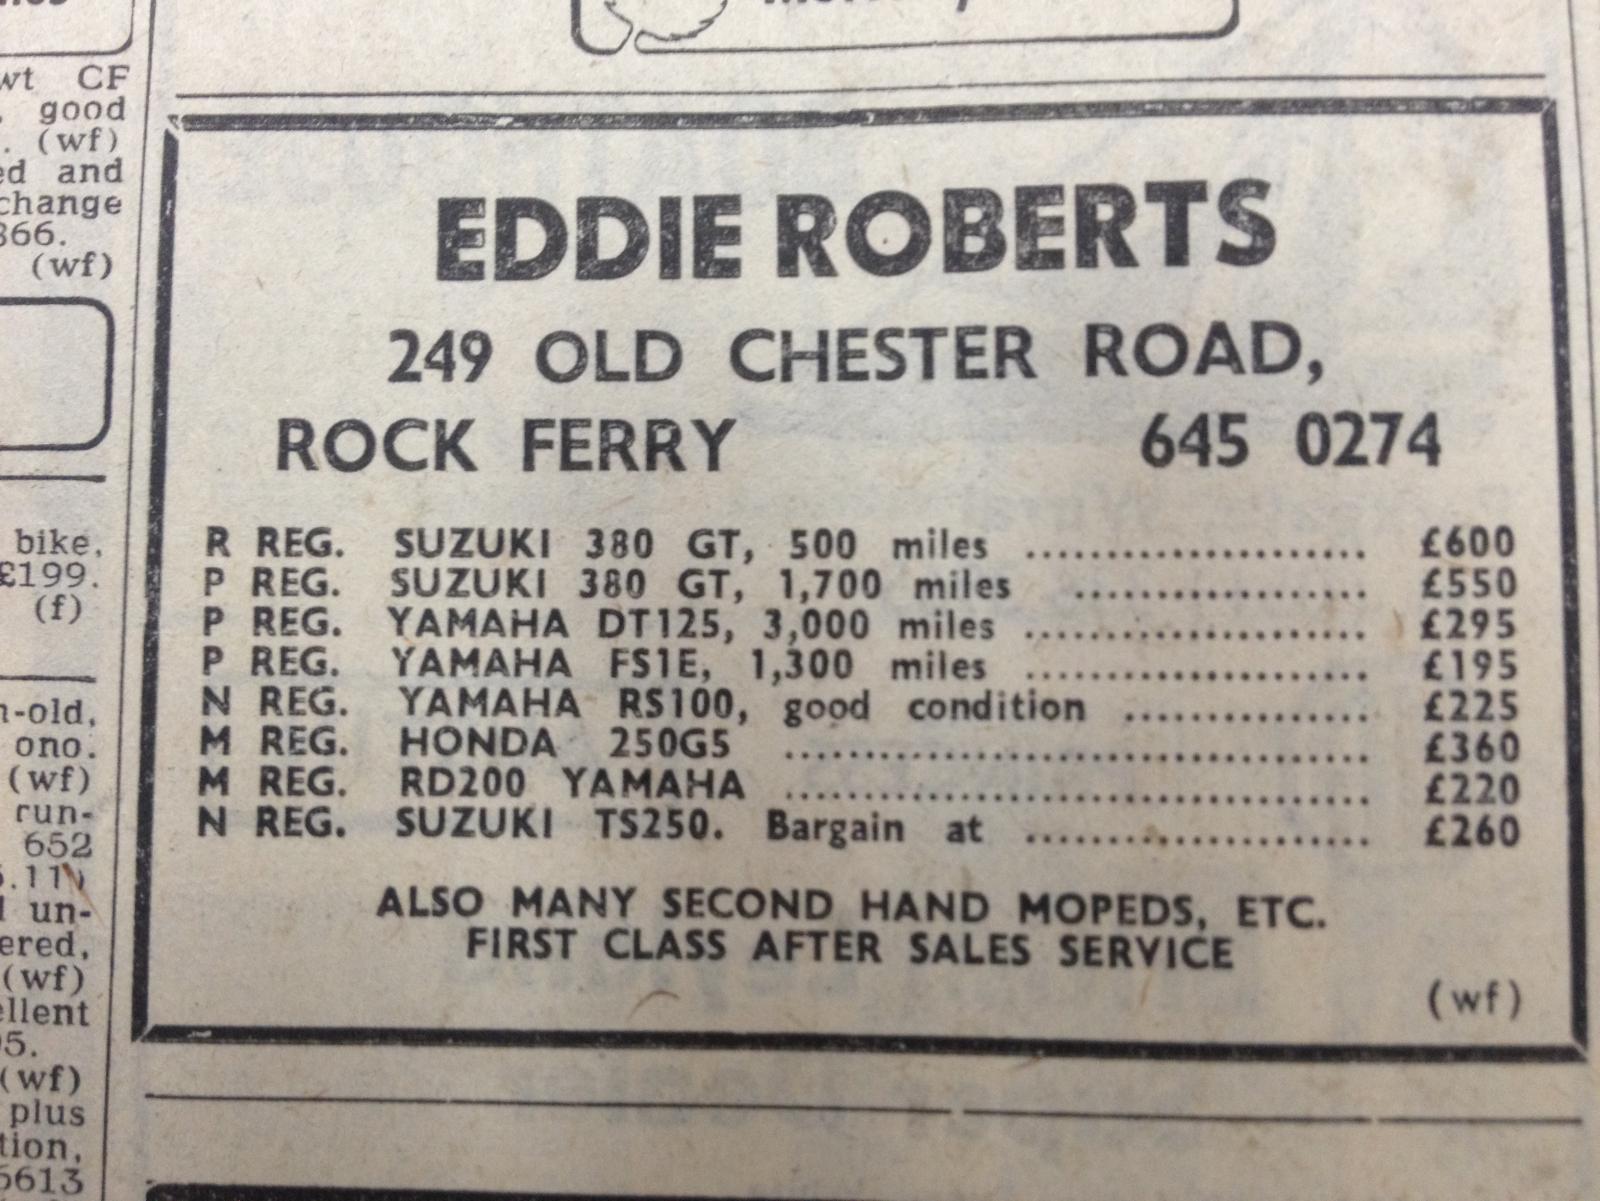 wt CF
good
. (wf)
ed and
change
366.
(wf)
bike,
£199.
(f)
n-old,
ono.
(wf)
run-
652
un-
ered,
(wf)
ellent
(wf)
plus
tion,
5613
EDDIE ROBERTS
249 OLD CHESTER ROAD,
ROCK FERRY 645 0274
R REG. SUZUKI 380 GT, 500 miles ..................... £600
P REG. SUZUKI 380 GT, 1,700 miles .................. £550
P REG. YAMAHA DT125, 3,000 miles ..................... £295
P REG. YAMAHA FS1E, 1,300 miles ..................... £195
N REG. YAMAHA RS100, good condition ............... £225
M REG. HONDA 250G5 .................................... £360
M REG. RD200 YAMAHA .................................... £220
N REG. SUZUKI TS250. Bargain at ..................... £260
ALSO MANY SECOND HAND MOPEDS, ETC.
FIRST CLASS AFTER SALES SERVICE
(wf)